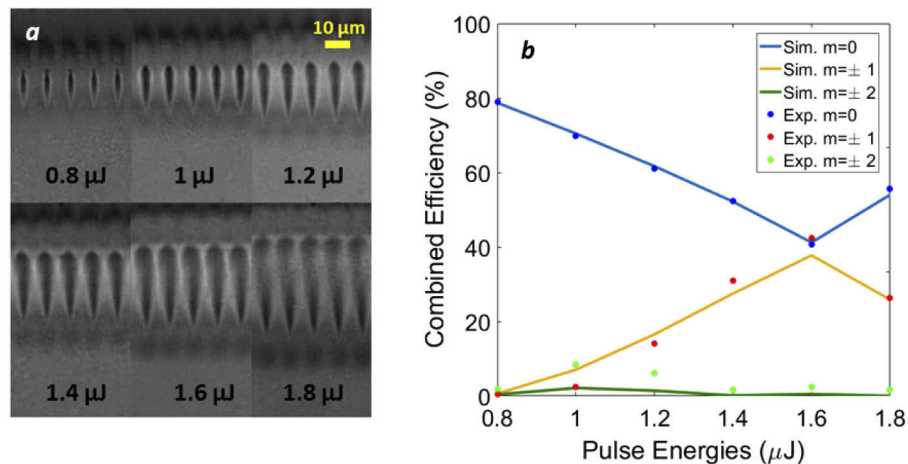 a
10 µm
0.8 µJ
1 µJ
1.2 µJ
1.4 µJ
1.6 µJ
1.8 µJ
b
Combined Efficiency (%)
100
80
60
40
20
0
0.8
1
1.2
1.4
1.6
1.8
Pulse Energies (µJ)
Sim. m=0
Sim. m=± 1
Sim. m=± 2
Exp. m=0
Exp. m=± 1
Exp. m=± 2